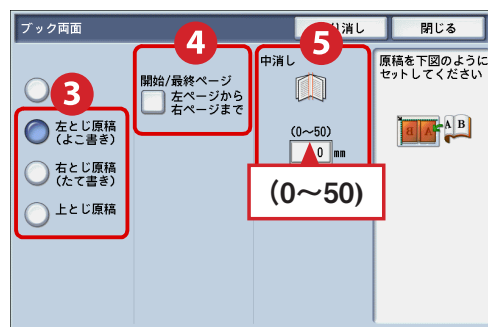 ブック両面
り消し
閉じる
3
左とじ原稿
(よこ書き)
右とじ原稿
(たて書き)
上とじ原稿
4
開始/最終ページ
左ページから
右ページまで
5
中消し
(0～50)
0 mm
(0～50)
原稿を下図のように
セットしてください
B A A B